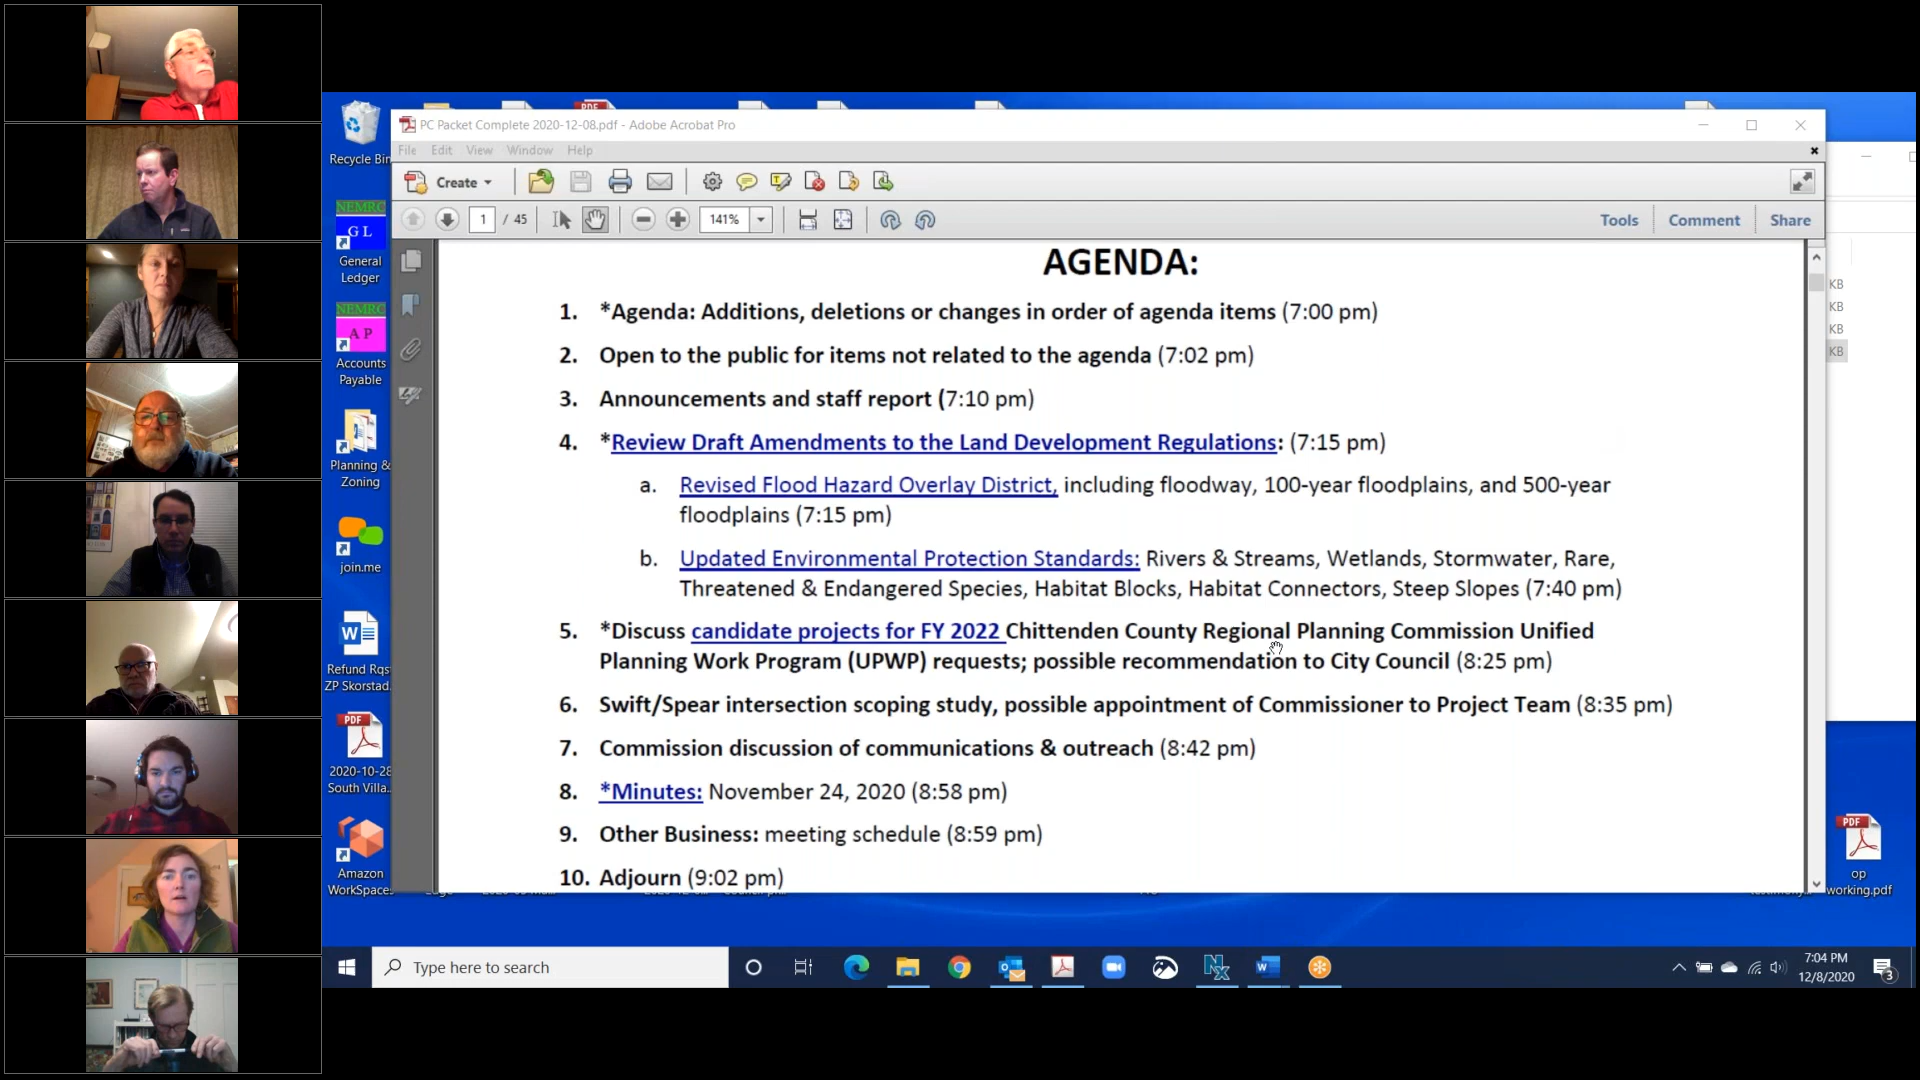 PC Packet Complete 2020-12-08.pdf - Adobe Acrobat Pro
File Edit View Window Help
Create
1 / 45
141%
Tools Comment Share
AGENDA:
1. *Agenda: Additions, deletions or changes in order of agenda items (7:00 pm)
2. Open to the public for items not related to the agenda (7:02 pm)
3. Announcements and staff report (7:10 pm)
4. *Review Draft Amendments to the Land Development Regulations: (7:15 pm)
a. Revised Flood Hazard Overlay District, including floodway, 100-year floodplains, and 500-year
floodplains (7:15 pm)
b. Updated Environmental Protection Standards: Rivers & Streams, Wetlands, Stormwater, Rare,
Threatened & Endangered Species, Habitat Blocks, Habitat Connectors, Steep Slopes (7:40 pm)
5. *Discuss candidate projects for FY 2022 Chittenden County Regional Planning Commission Unified
Planning Work Program (UPWP) requests; possible recommendation to City Council (8:25 pm)
6. Swift/Spear intersection scoping study, possible appointment of Commissioner to Project Team (8:35 pm)
7. Commission discussion of communications & outreach (8:42 pm)
8. *Minutes: November 24, 2020 (8:58 pm)
9. Other Business: meeting schedule (8:59 pm)
10. Adjourn (9:02 pm)
Recycle Bin
NEMRC
G L
General
Ledger
NEMRC
A P
Accounts
Payable
Planning &
Zoning
join.me
W
Refund Rqs
ZP Skorstad..
PDF
2020-10-28
South Villa..
Amazon
WorkSpaces
PDF
KB
KB
KB
KB
PDF
op
working.pdf
Type here to search
7:04 PM
12/8/2020
3